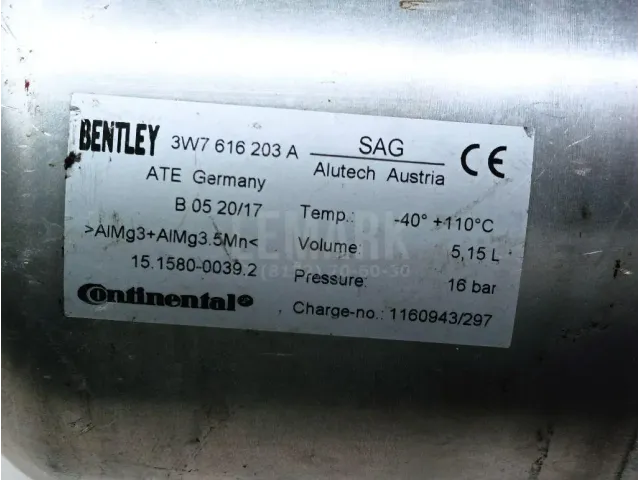 BENTLEY 3W7 616 203 A
SAG
Alutech Austria
CE
ATE Germany
B 05 20/17
>AlMg3+AlMg3.5Mn<
15.1580-0039.2
Continental
Temp.: -40° +110°C
Volume: 5,15 L
Pressure: 16 bar
Charge-no.: 1160943/297